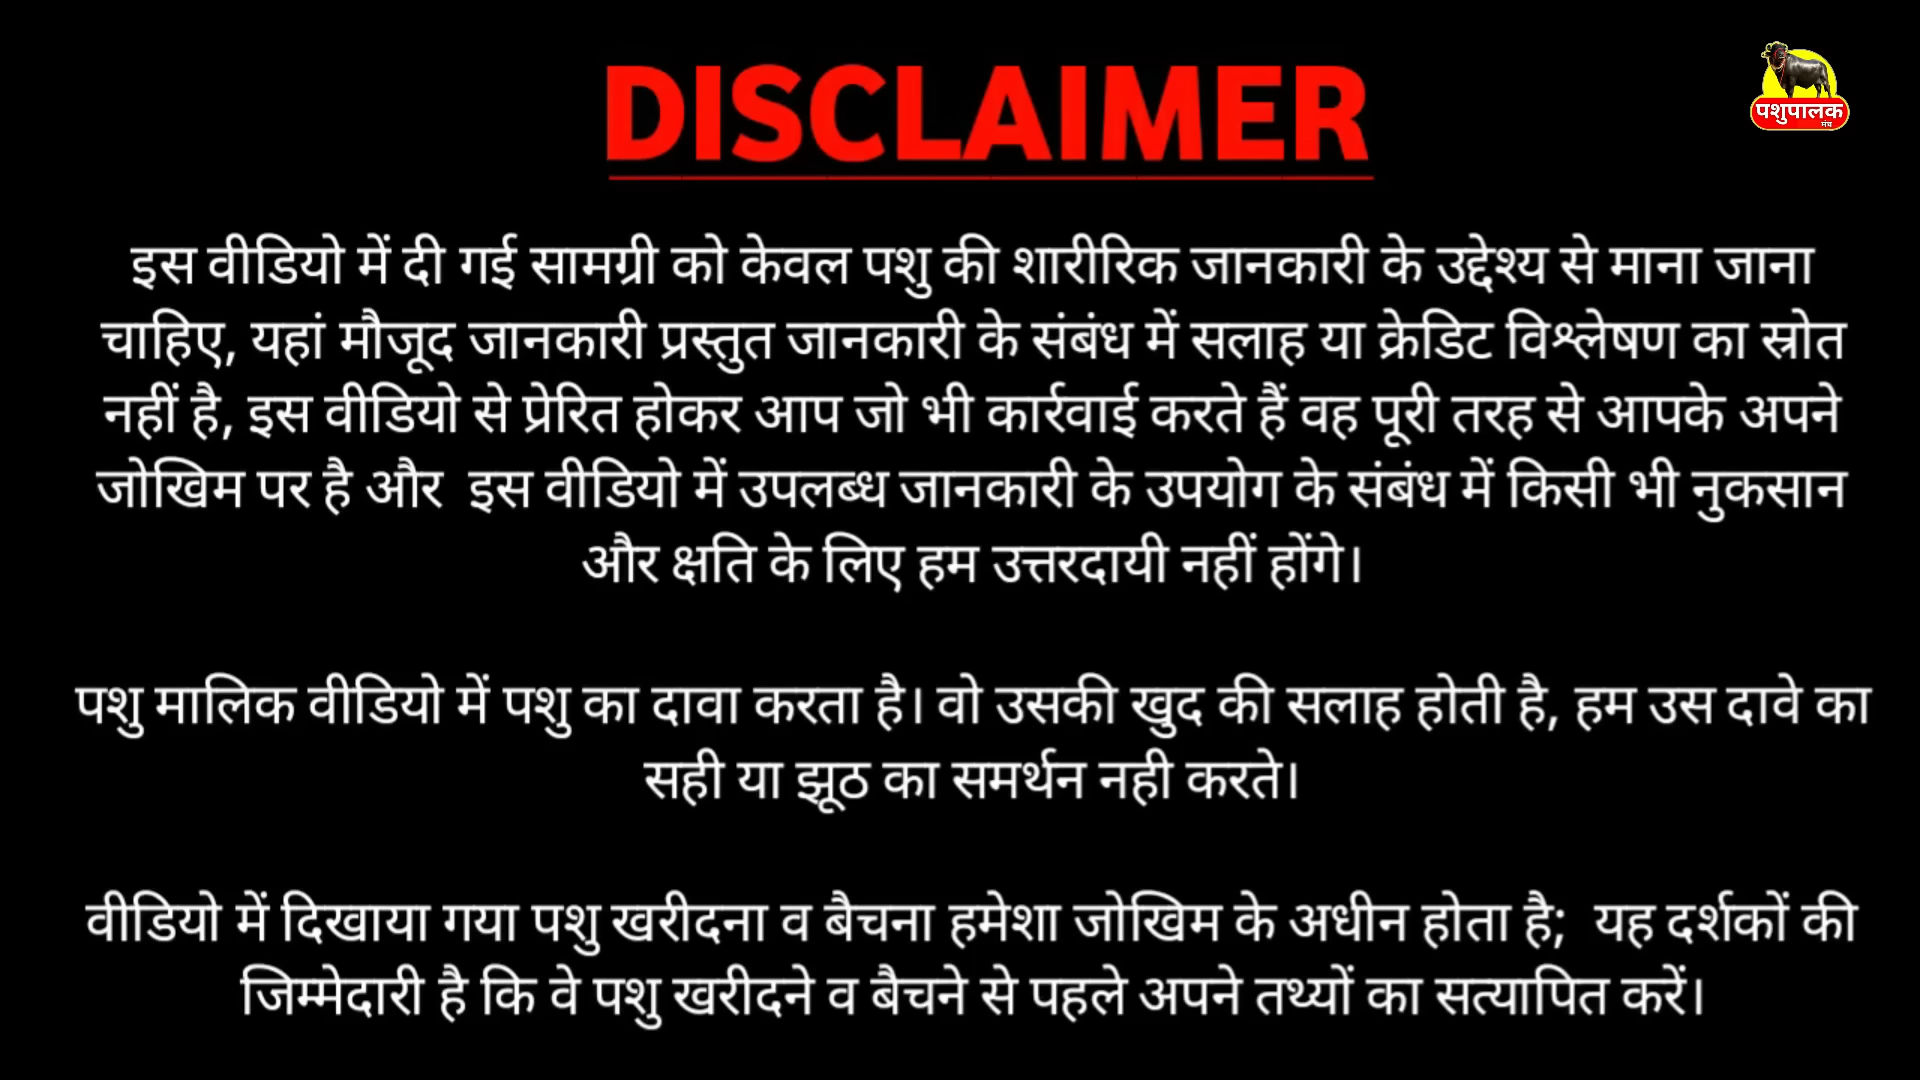 DISCLAIMER
पशुपालक
मंच
इस वीडियो में दी गई सामग्री को केवल पशु की शारीरिक जानकारी के उद्देश्य से माना जाना
चाहिए, यहां मौजूद जानकारी प्रस्तुत जानकारी के संबंध में सलाह या क्रेडिट विश्लेषण का स्रोत
नहीं है, इस वीडियो से प्रेरित होकर आप जो भी कार्रवाई करते हैं वह पूरी तरह से आपके अपने
जोखिम पर है और इस वीडियो में उपलब्ध जानकारी के उपयोग के संबंध में किसी भी नुकसान
और क्षति के लिए हम उत्तरदायी नहीं होंगे।
पशु मालिक वीडियो में पशु का दावा करता है। वो उसकी खुद की सलाह होती है, हम उस दावे का
सही या झूठ का समर्थन नही करते।
वीडियो में दिखाया गया पशु खरीदना व बैचना हमेशा जोखिम के अधीन होता है; यह दर्शकों की
जिम्मेदारी है कि वे पशु खरीदने व बैचने से पहले अपने तथ्यों का सत्यापित करें।